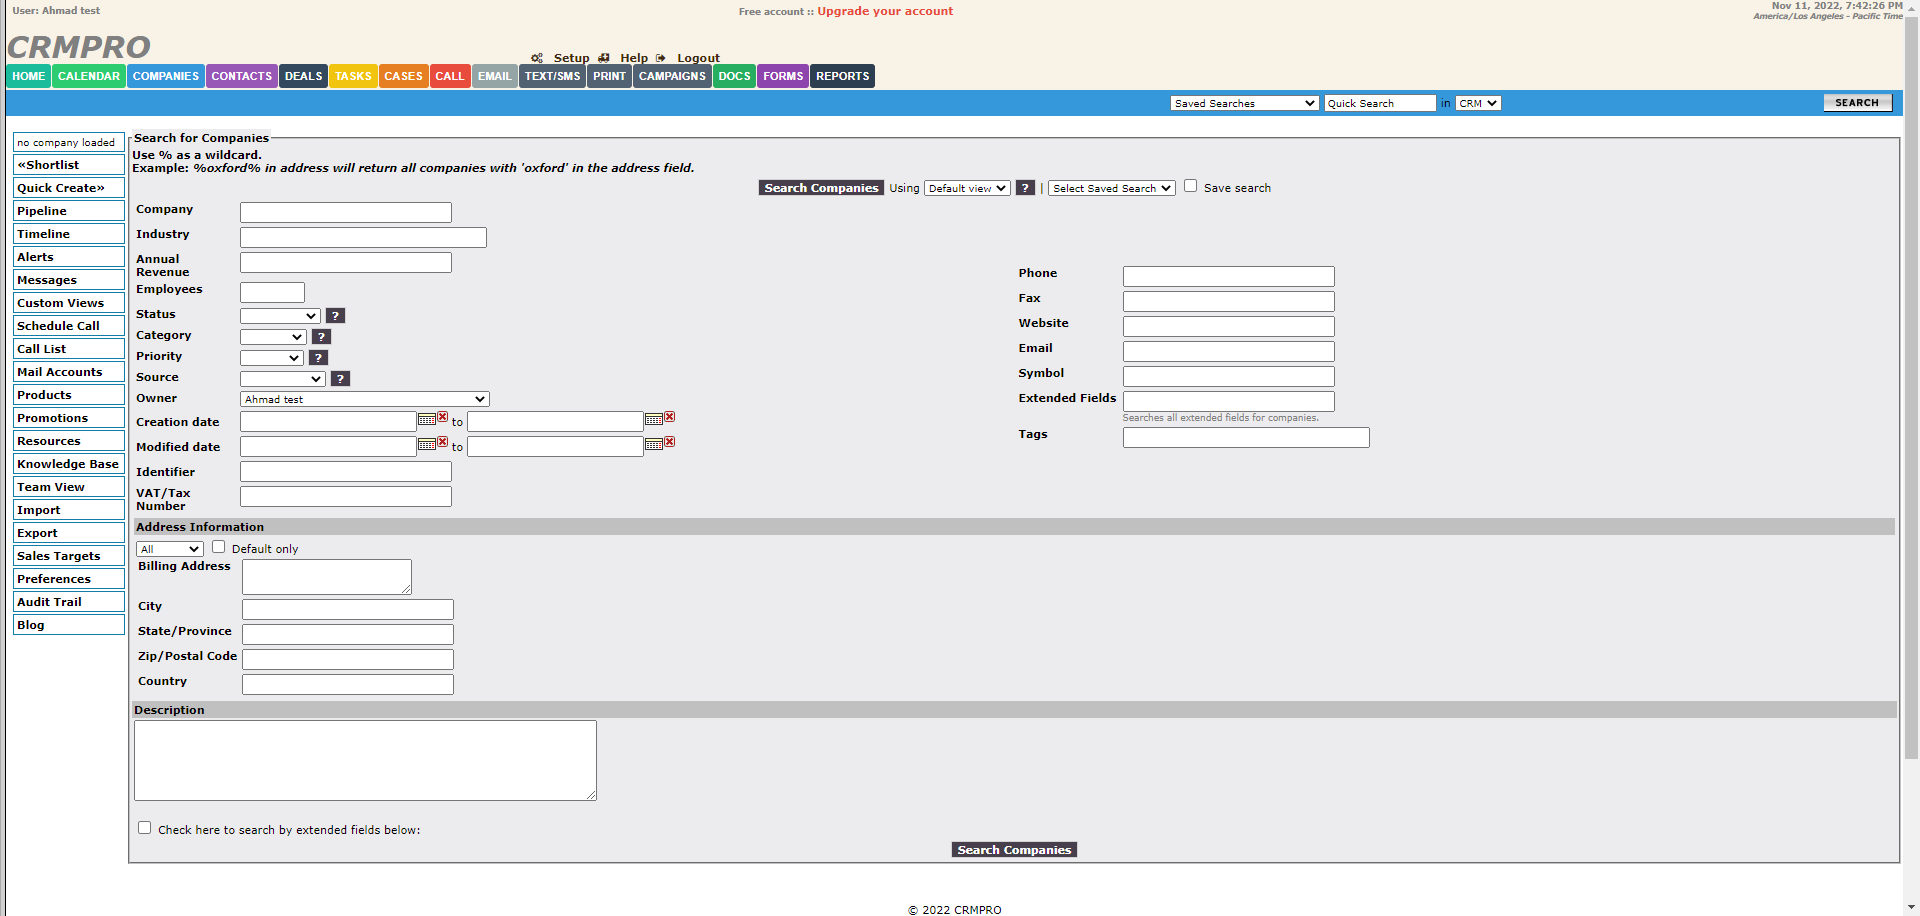 User: Ahmad test
Free account :: Upgrade your account
Nov 11, 2022, 7:42:26 PM
America/Los Angeles - Pacific Time
CRMPRO
Setup Help Logout
HOME CALENDAR COMPANIES CONTACTS DEALS TASKS CASES CALL EMAIL TEXT/SMS PRINT CAMPAIGNS DOCS FORMS REPORTS
Saved Searches Quick Search in CRM SEARCH
no company loaded
«Shortlist
Quick Create»
Pipeline
Timeline
Alerts
Messages
Custom Views
Schedule Call
Call List
Mail Accounts
Products
Promotions
Resources
Knowledge Base
Team View
Import
Export
Sales Targets
Preferences
Audit Trail
Blog
Search for Companies
Use % as a wildcard.
Example: %oxford% in address will return all companies with 'oxford' in the address field.
Search Companies Using Default view ? | Select Saved Search Save search
Company
Industry
Annual
Revenue
Employees
Status ?
Category ?
Priority ?
Source ?
Owner Ahmad test
Creation date to
Modified date to
Identifier
VAT/Tax
Number
Phone
Fax
Website
Email
Symbol
Extended Fields
Searches all extended fields for companies.
Tags
Address Information
All Default only
Billing Address
City
State/Province
Zip/Postal Code
Country
Description
Check here to search by extended fields below:
Search Companies
© 2022 CRMPRO